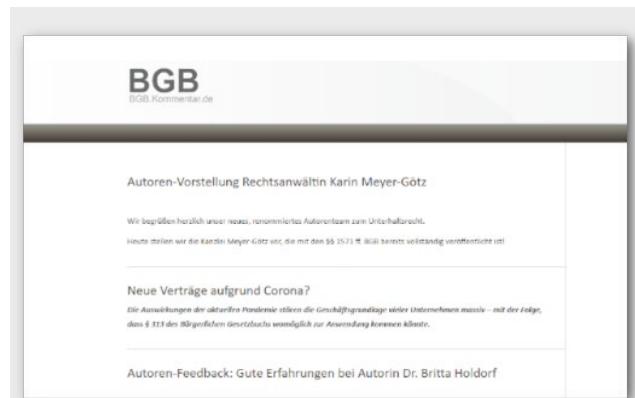 BGB
BGB.Kommentar.de
Autoren-Vorstellung Rechtsanwältin Karin Meyer-Götz
Wir begrüßen herzlich unser neues, renommiertes Autorenteam zum Unterhaltsrecht.
Heute stellen wir die Kanzlei Meyer-Götz vor, die mit den §§ 1571 ff. BGB bereits vollständig veröffentlicht ist!
Neue Verträge aufgrund Corona?
Die Auswirkungen der aktuellen Pandemie stören die Geschäftsgrundlage vieler Unternehmen massiv – mit der Folge,
dass § 313 des Bürgerlichen Gesetzbuchs womöglich zur Anwendung kommen könnte.
Autoren-Feedback: Gute Erfahrungen bei Autorin Dr. Britta Holdorf